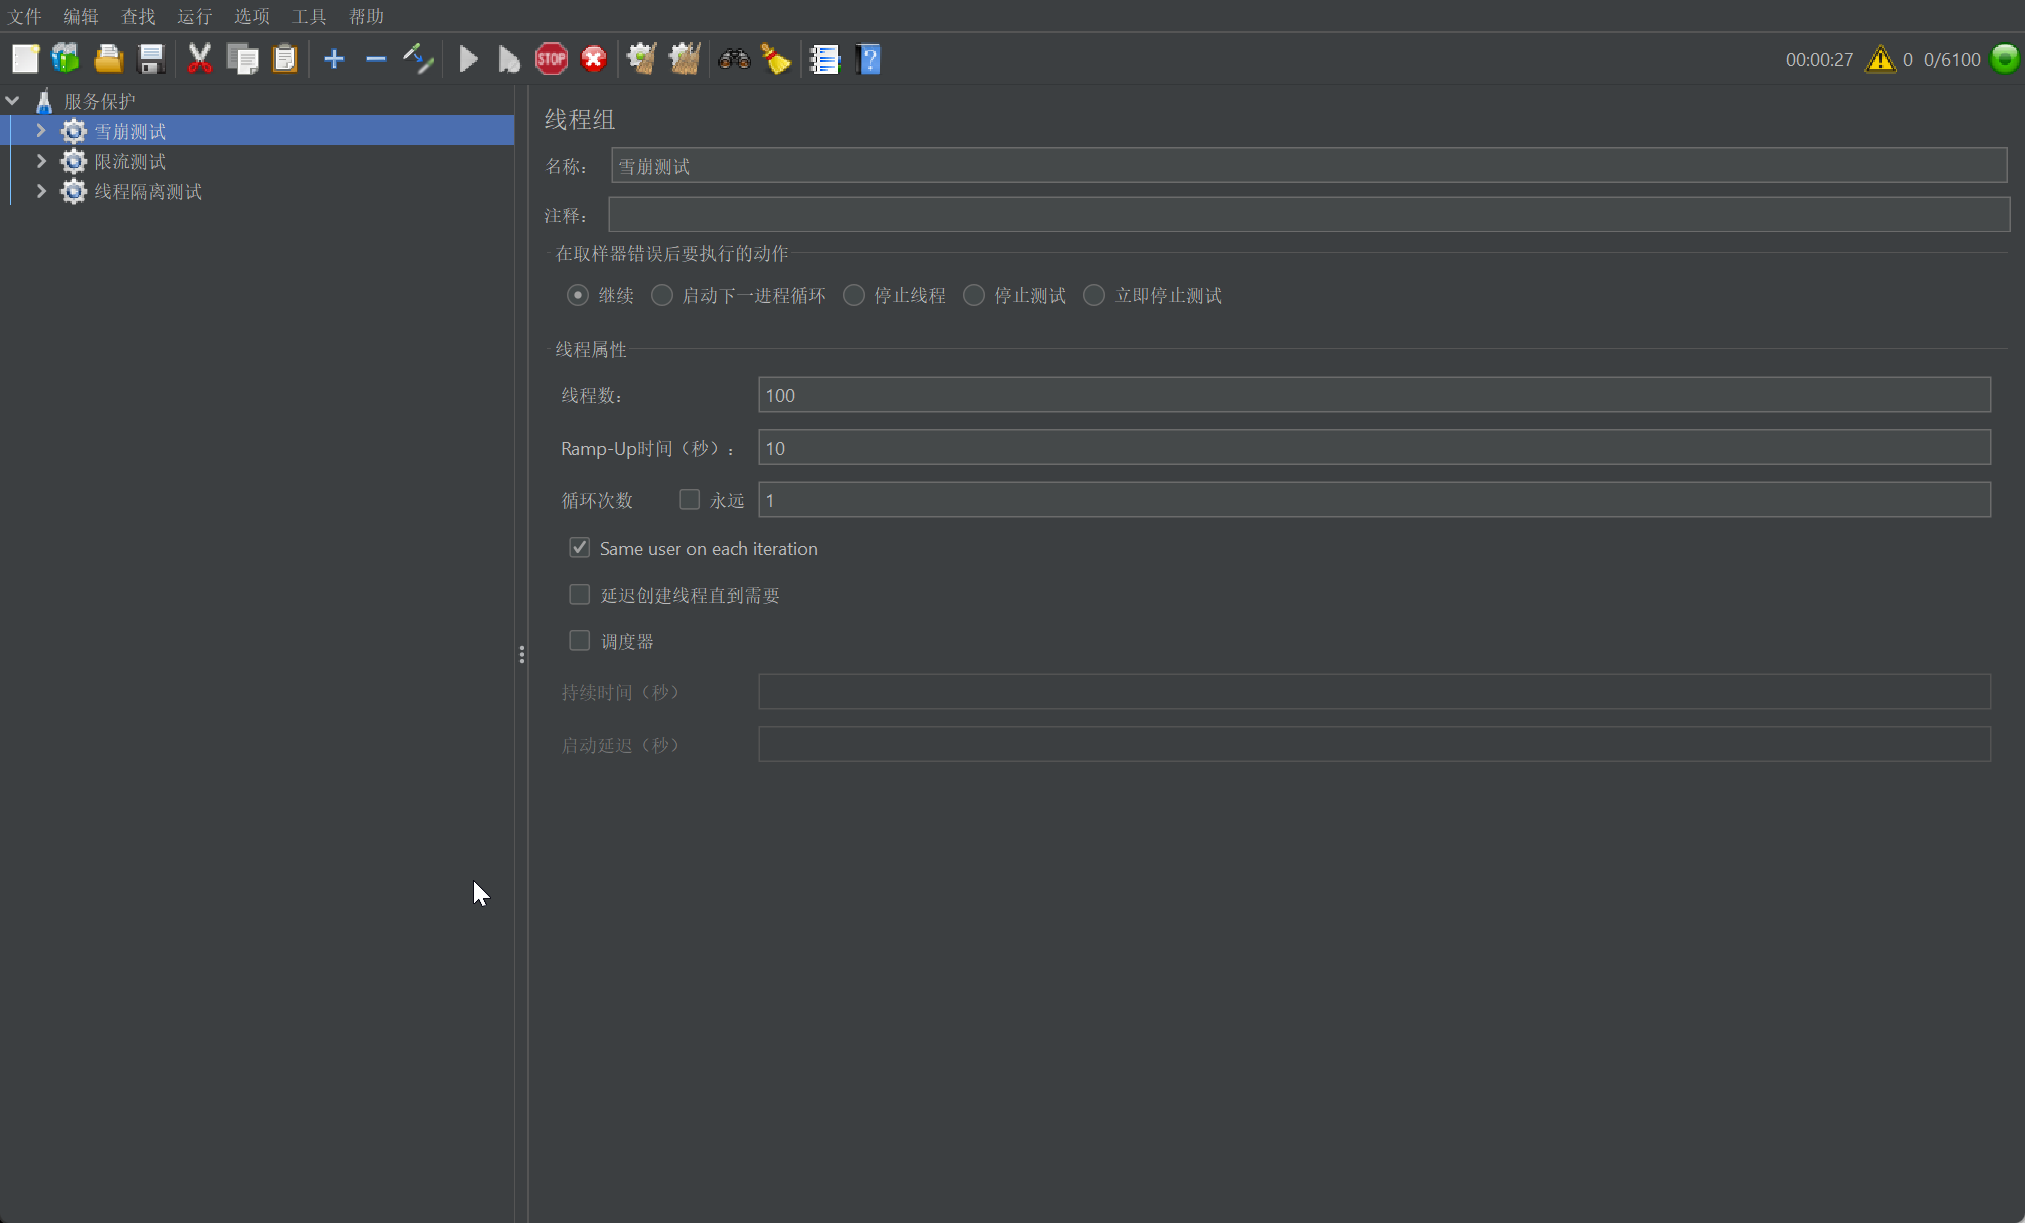 文件 编辑 查找 运行 选项 工具 帮助
STOP
00:00:27 0 0/6100
服务保护
雪崩测试
限流测试
线程隔离测试
线程组
名称： 雪崩测试
注释：
在取样器错误后要执行的动作
继续 启动下一进程循环 停止线程 停止测试 立即停止测试
线程属性
线程数： 100
Ramp-Up时间（秒）： 10
循环次数 永远 1
Same user on each iteration
延迟创建线程直到需要
调度器
持续时间（秒）
启动延迟（秒）